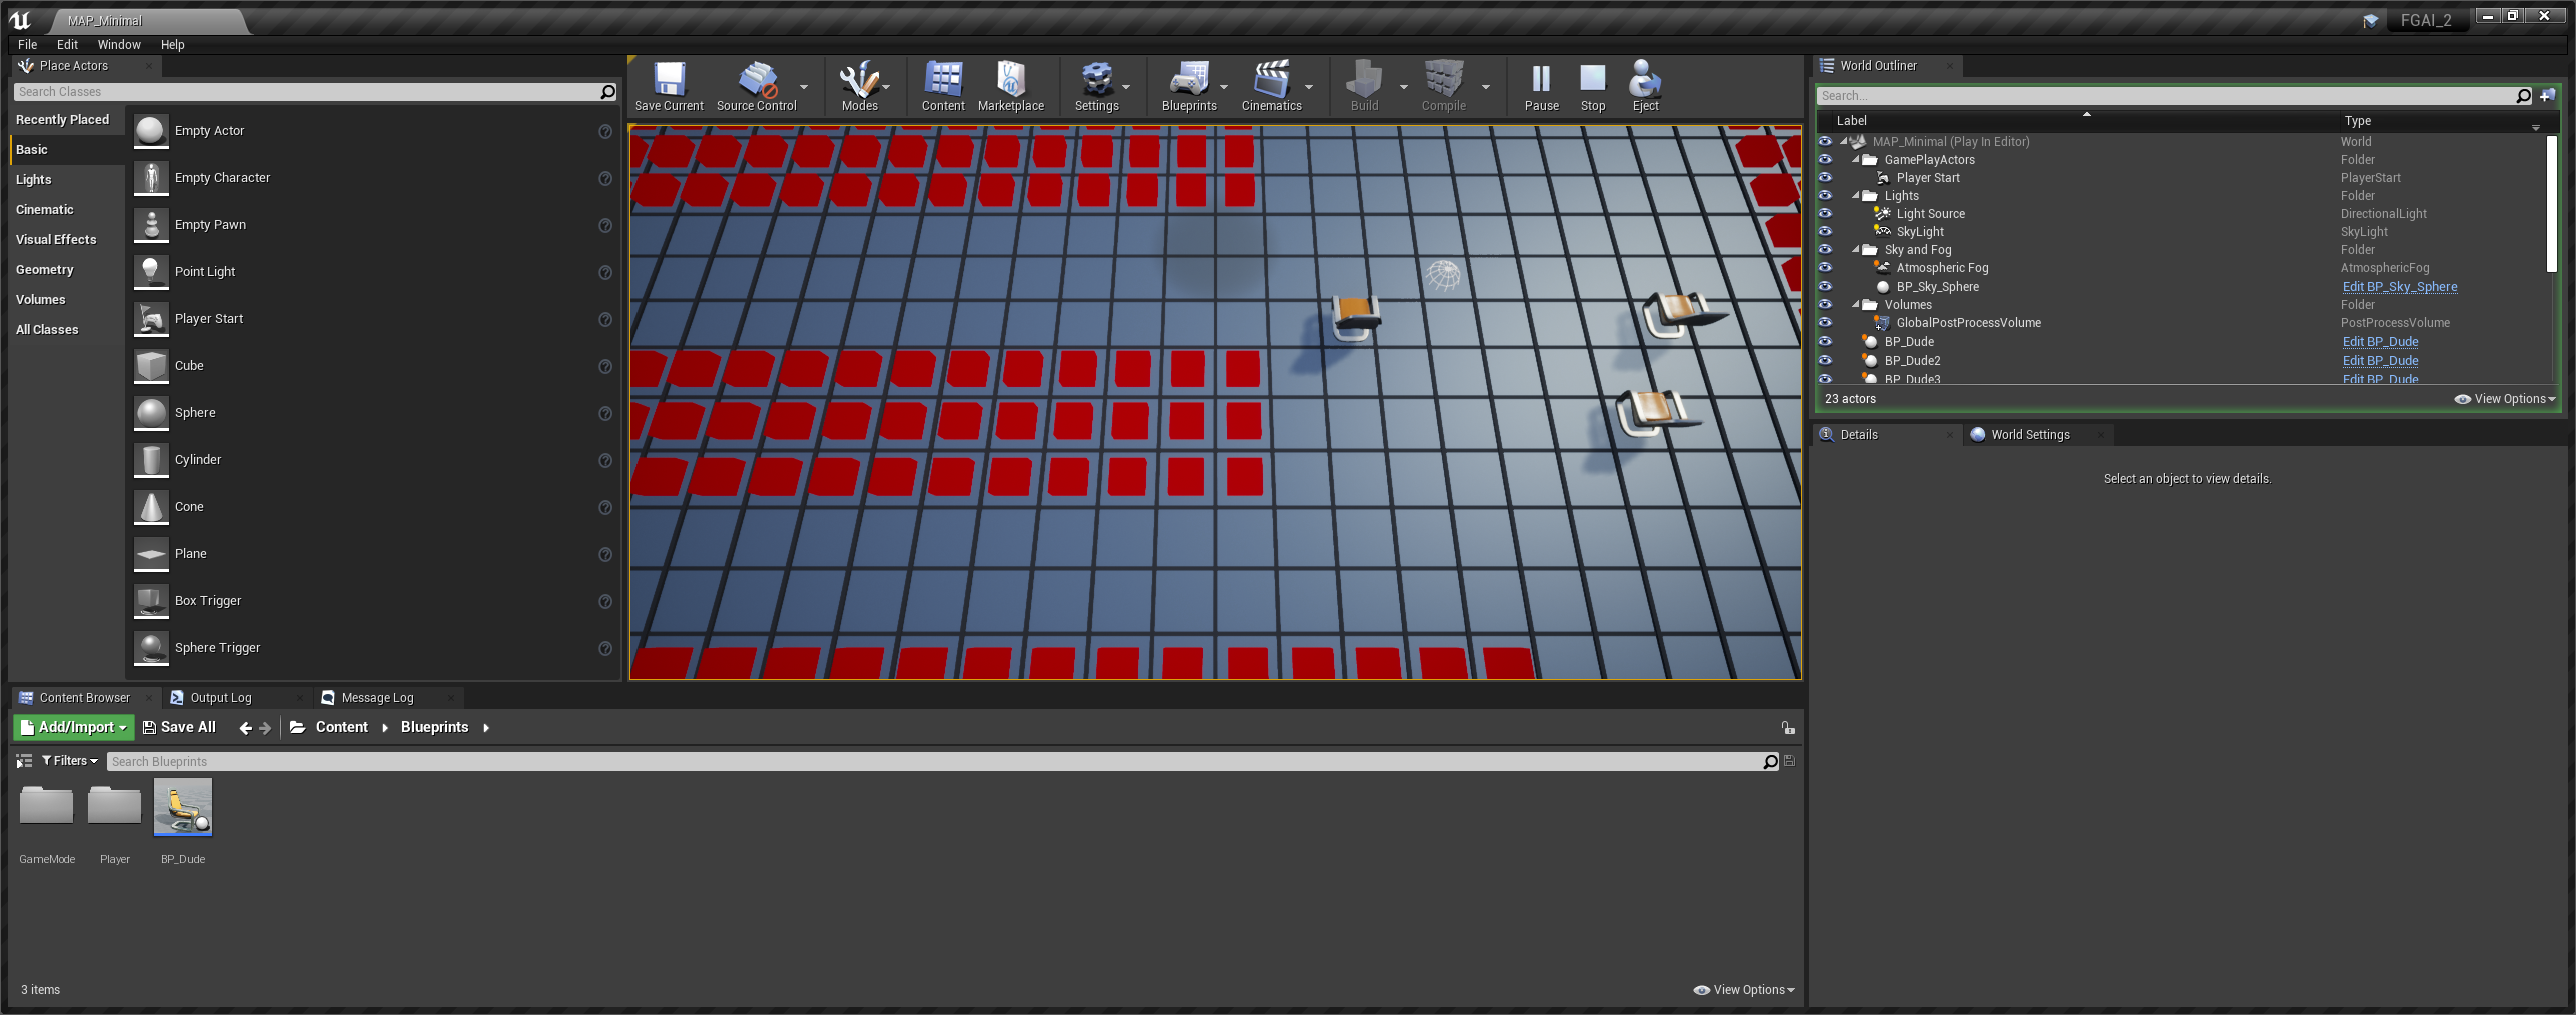 MAP_Minimal
FGAI_2
File Edit Window Help
Place Actors
Search Classes
Recently Placed
Basic
Lights
Cinematic
Visual Effects
Geometry
Volumes
All Classes
Empty Actor
Empty Character
Empty Pawn
Point Light
Player Start
Cube
Sphere
Cylinder
Cone
Plane
Box Trigger
Sphere Trigger
Save Current Source Control Modes Content Marketplace Settings Blueprints Cinematics Build Compile Pause Stop Eject
World Outliner
Search...
Label Type
MAP_Minimal (Play In Editor) World
GamePlayActors Folder
Player Start PlayerStart
Lights Folder
Light Source DirectionalLight
SkyLight SkyLight
Sky and Fog Folder
Atmospheric Fog AtmosphericFog
BP_Sky_Sphere Edit BP_Sky_Sphere
Volumes Folder
GlobalPostProcessVolume PostProcessVolume
BP_Dude Edit BP_Dude
BP_Dude2 Edit BP_Dude
BP_Dude3 Edit BP_Dude
23 actors View Options
Details World Settings
Select an object to view details.
Content Browser Output Log Message Log
Add/Import Save All Content Blueprints
Filters Search Blueprints
GameMode Player BP_Dude
3 items View Options